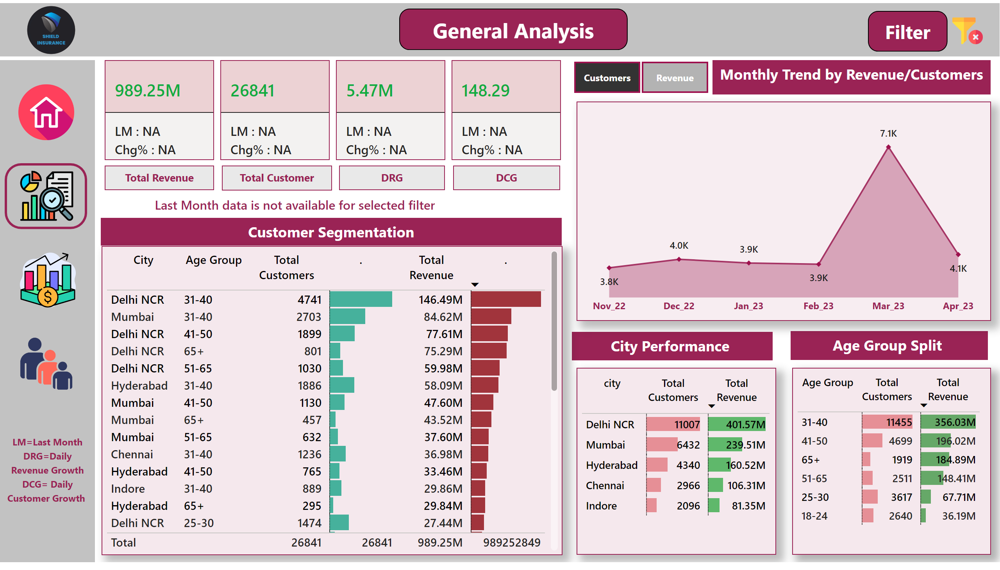 SHIELD
INSURANCE
General Analysis
Filter
989.25M
LM : NA
Chg% : NA
26841
LM : NA
Chg% : NA
5.47M
LM : NA
Chg% : NA
148.29
LM : NA
Chg% : NA
Total Revenue
Total Customer
DRG
DCG
Last Month data is not available for selected filter
Customers
Revenue
Monthly Trend by Revenue/Customers
3.8K
4.0K
3.9K
3.9K
7.1K
4.1K
Nov_22 Dec_22 Jan_23 Feb_23 Mar_23 Apr_23
Customer Segmentation
City Age Group Total Customers . Total Revenue .
Delhi NCR 31-40 4741 146.49M
Mumbai 31-40 2703 84.62M
Delhi NCR 41-50 1899 77.61M
Delhi NCR 65+ 801 75.29M
Delhi NCR 51-65 1030 59.98M
Hyderabad 31-40 1886 58.09M
Mumbai 41-50 1130 47.60M
Mumbai 65+ 457 43.52M
Mumbai 51-65 632 37.60M
Chennai 31-40 1236 36.98M
Hyderabad 41-50 765 33.46M
Indore 31-40 889 29.86M
Hyderabad 65+ 295 29.84M
Delhi NCR 25-30 1474 27.44M
Total 26841 26841 989.25M 989252849
City Performance
city Total Customers Total Revenue
Delhi NCR 11007 401.57M
Mumbai 6432 239.51M
Hyderabad 4340 160.52M
Chennai 2966 106.31M
Indore 2096 81.35M
Age Group Split
Age Group Total Customers Total Revenue
31-40 11455 356.03M
41-50 4699 196.02M
65+ 1919 184.89M
51-65 2511 148.41M
25-30 3617 67.71M
18-24 2640 36.19M
LM=Last Month
DRG=Daily
Revenue Growth
DCG= Daily
Customer Growth